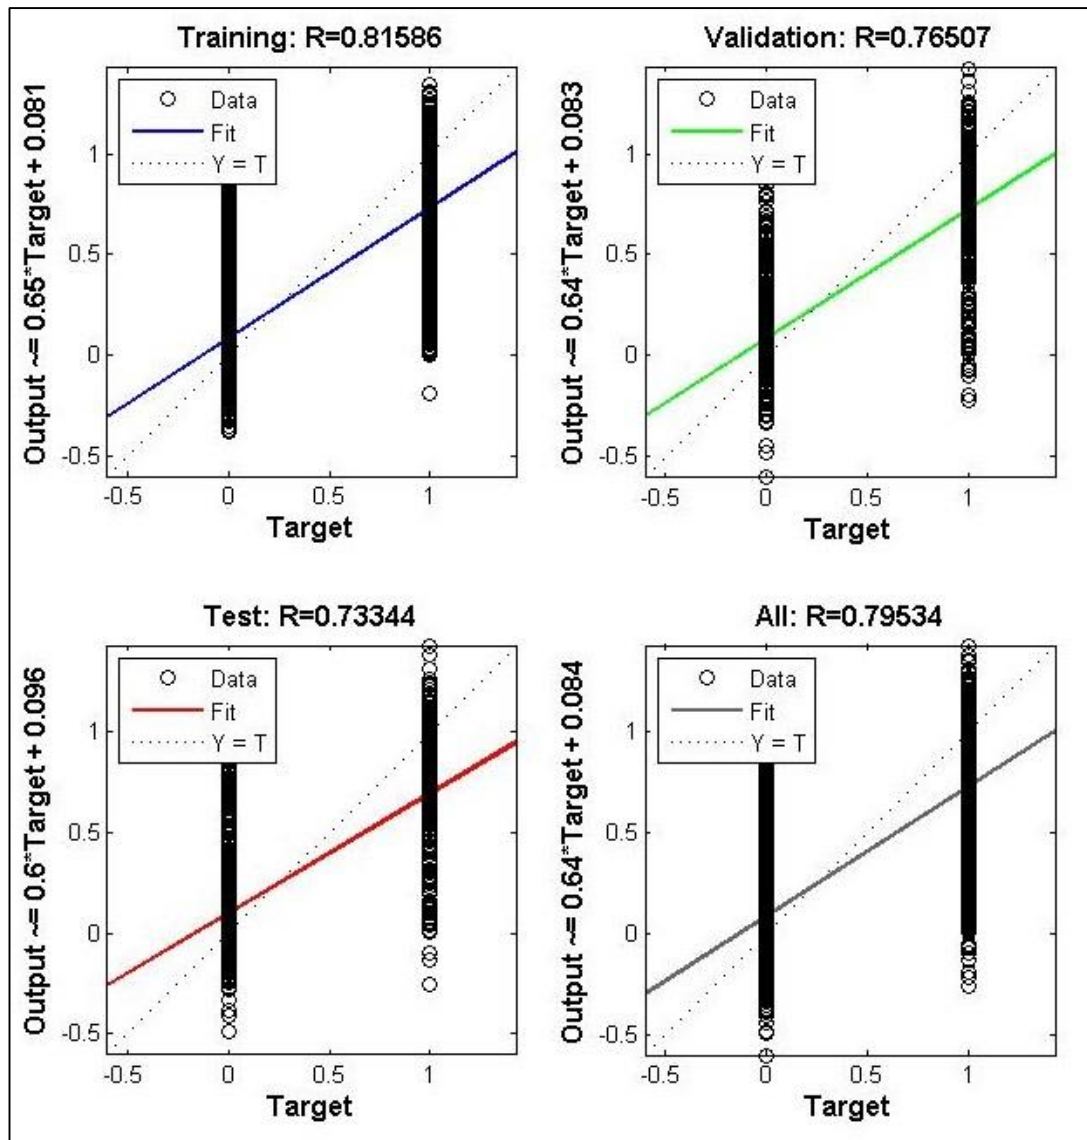 Training: R=0.81586
Output ~= 0.65*Target + 0.081
Data
Fit
Y = T
1
0.5
0
-0.5
-0.5
0
0.5
1
Target
Validation: R=0.76507
Output ~= 0.64*Target + 0.083
Data
Fit
Y = T
1
0.5
0
-0.5
-0.5
0
0.5
1
Target
Test: R=0.73344
Output ~= 0.6*Target + 0.096
Data
Fit
Y = T
1
0.5
0
-0.5
-0.5
0
0.5
1
Target
All: R=0.79534
Output ~= 0.64*Target + 0.084
Data
Fit
Y = T
1
0.5
0
-0.5
-0.5
0
0.5
1
Target